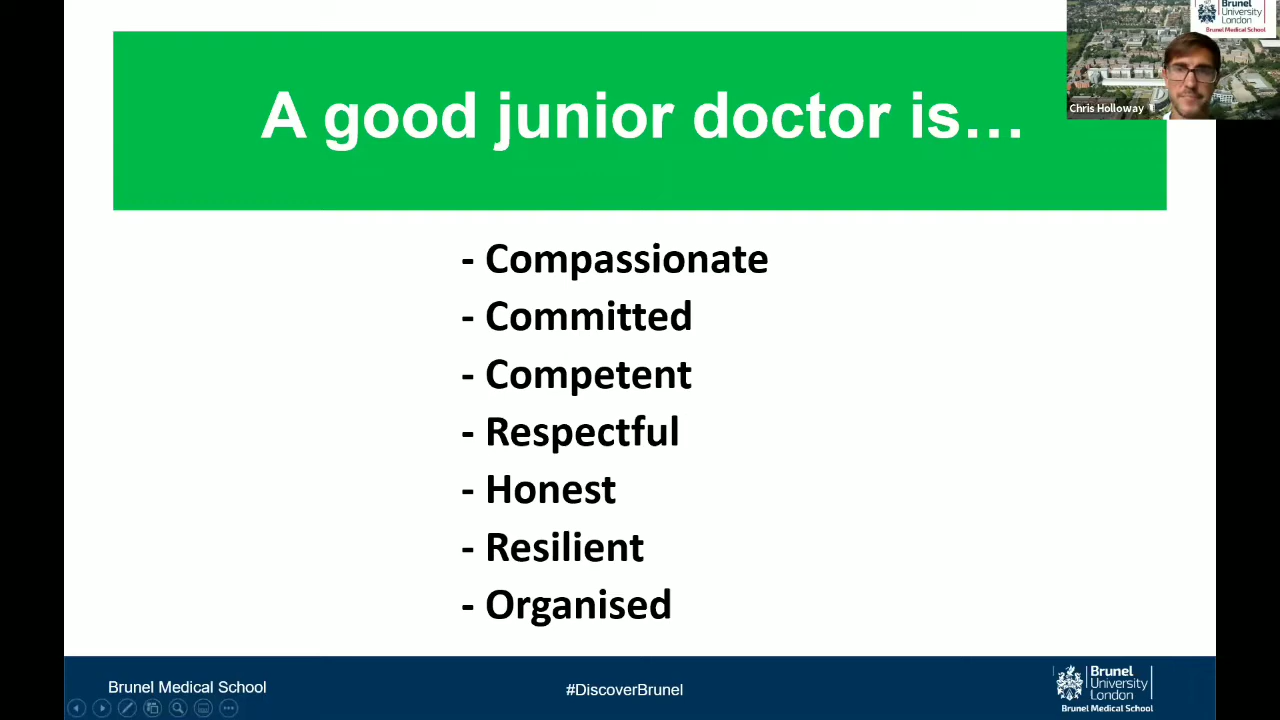 Brunel
University
London
Brunel Medical School
Chris Holloway
A good junior doctor is...
- Compassionate
- Committed
- Competent
- Respectful
- Honest
- Resilient
- Organised
Brunel Medical School
#DiscoverBrunel
Brunel
University
London
Brunel Medical School